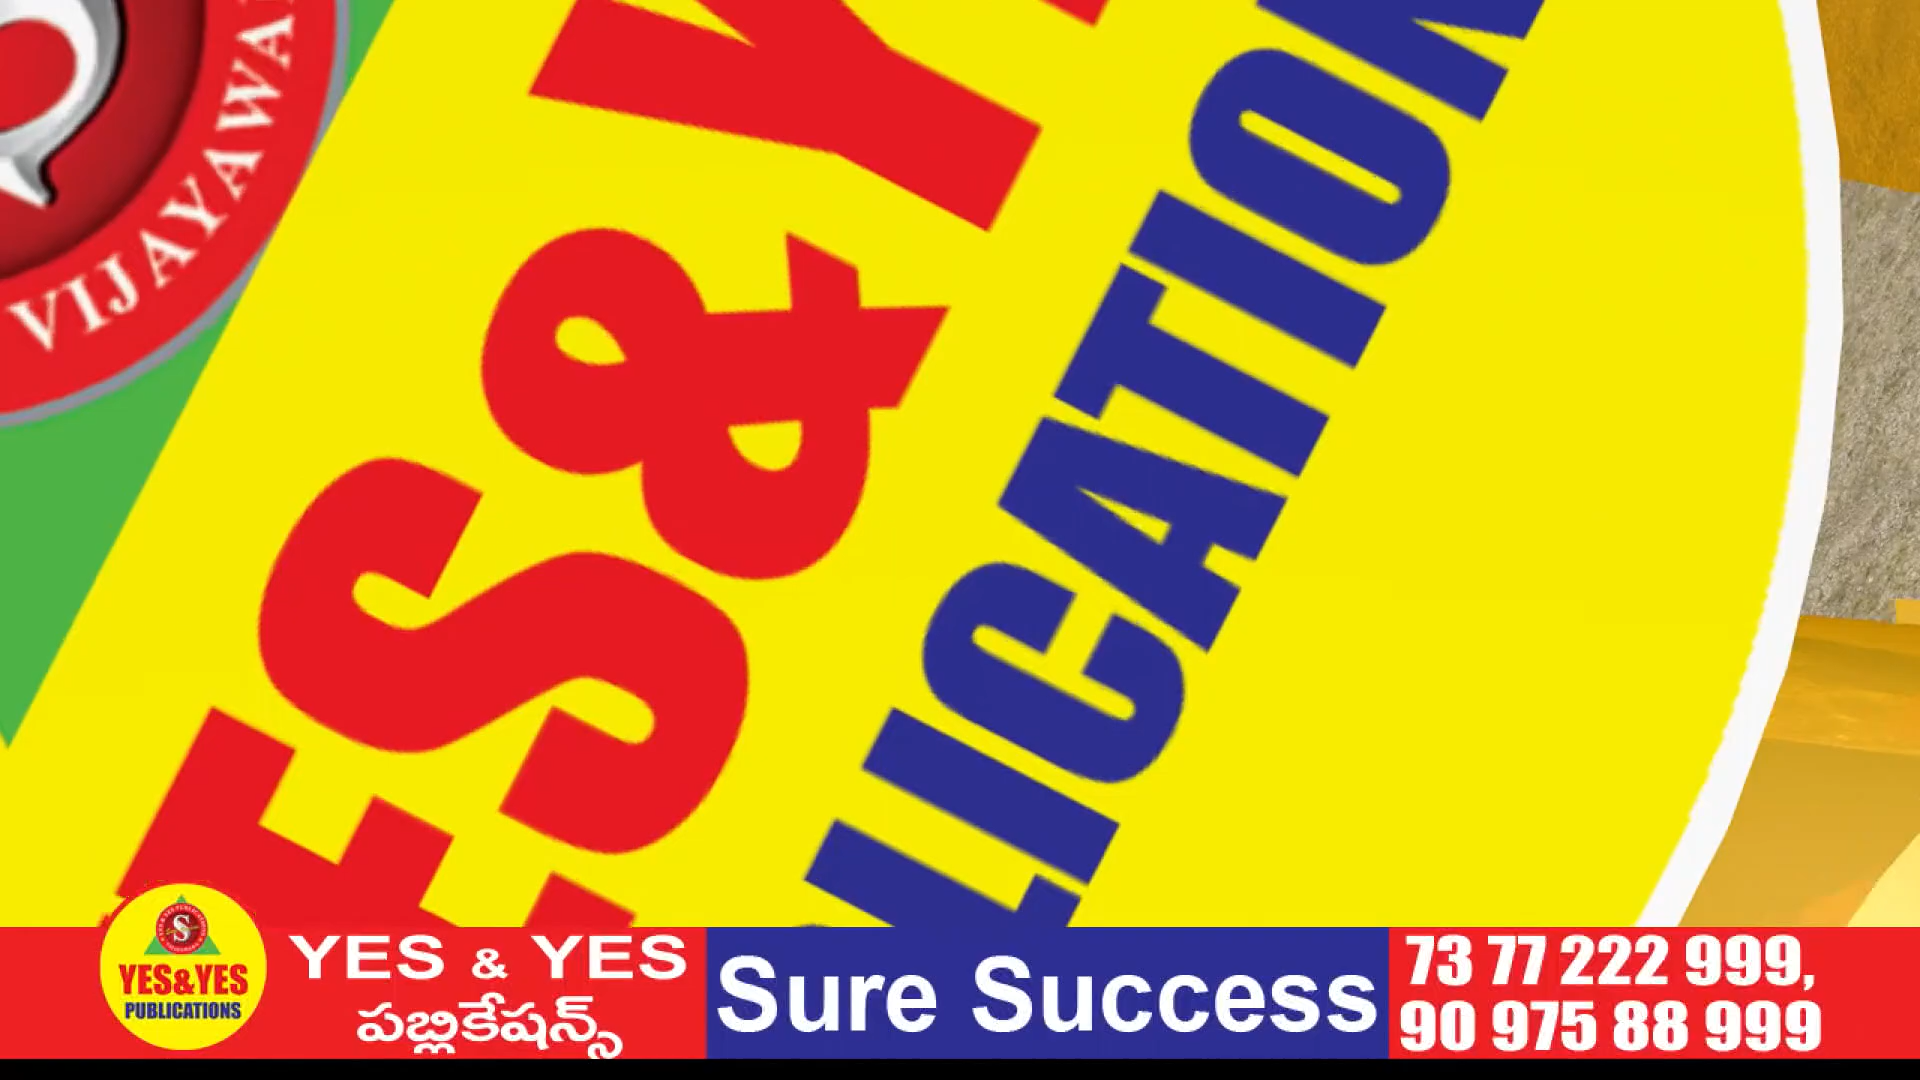 VIJAYAWA
ES&Y
LICATION
YES&YES
PUBLICATIONS
YES & YES
పబ్లికేషన్స్
Sure Success
73 77 222 999,
90 975 88 999